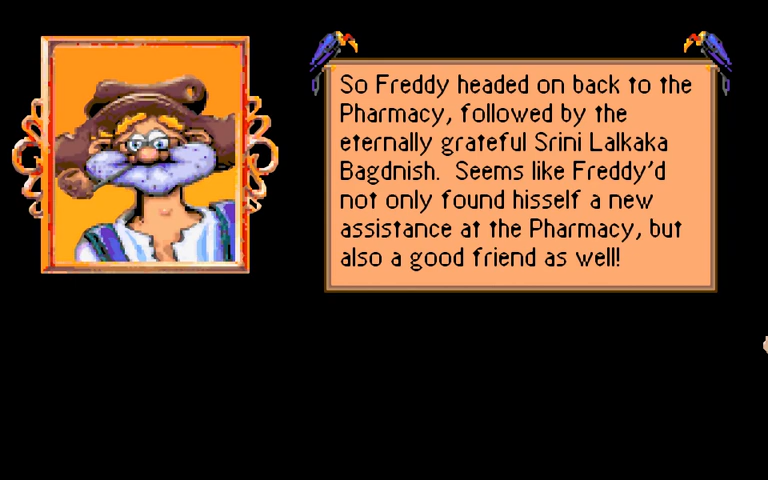 So Freddy headed on back to the
Pharmacy, followed by the
eternally grateful Srini Lalkaka
Bagdnish.  Seems like Freddy'd
not only found hisself a new
assistance at the Pharmacy, but
also a good friend as well!